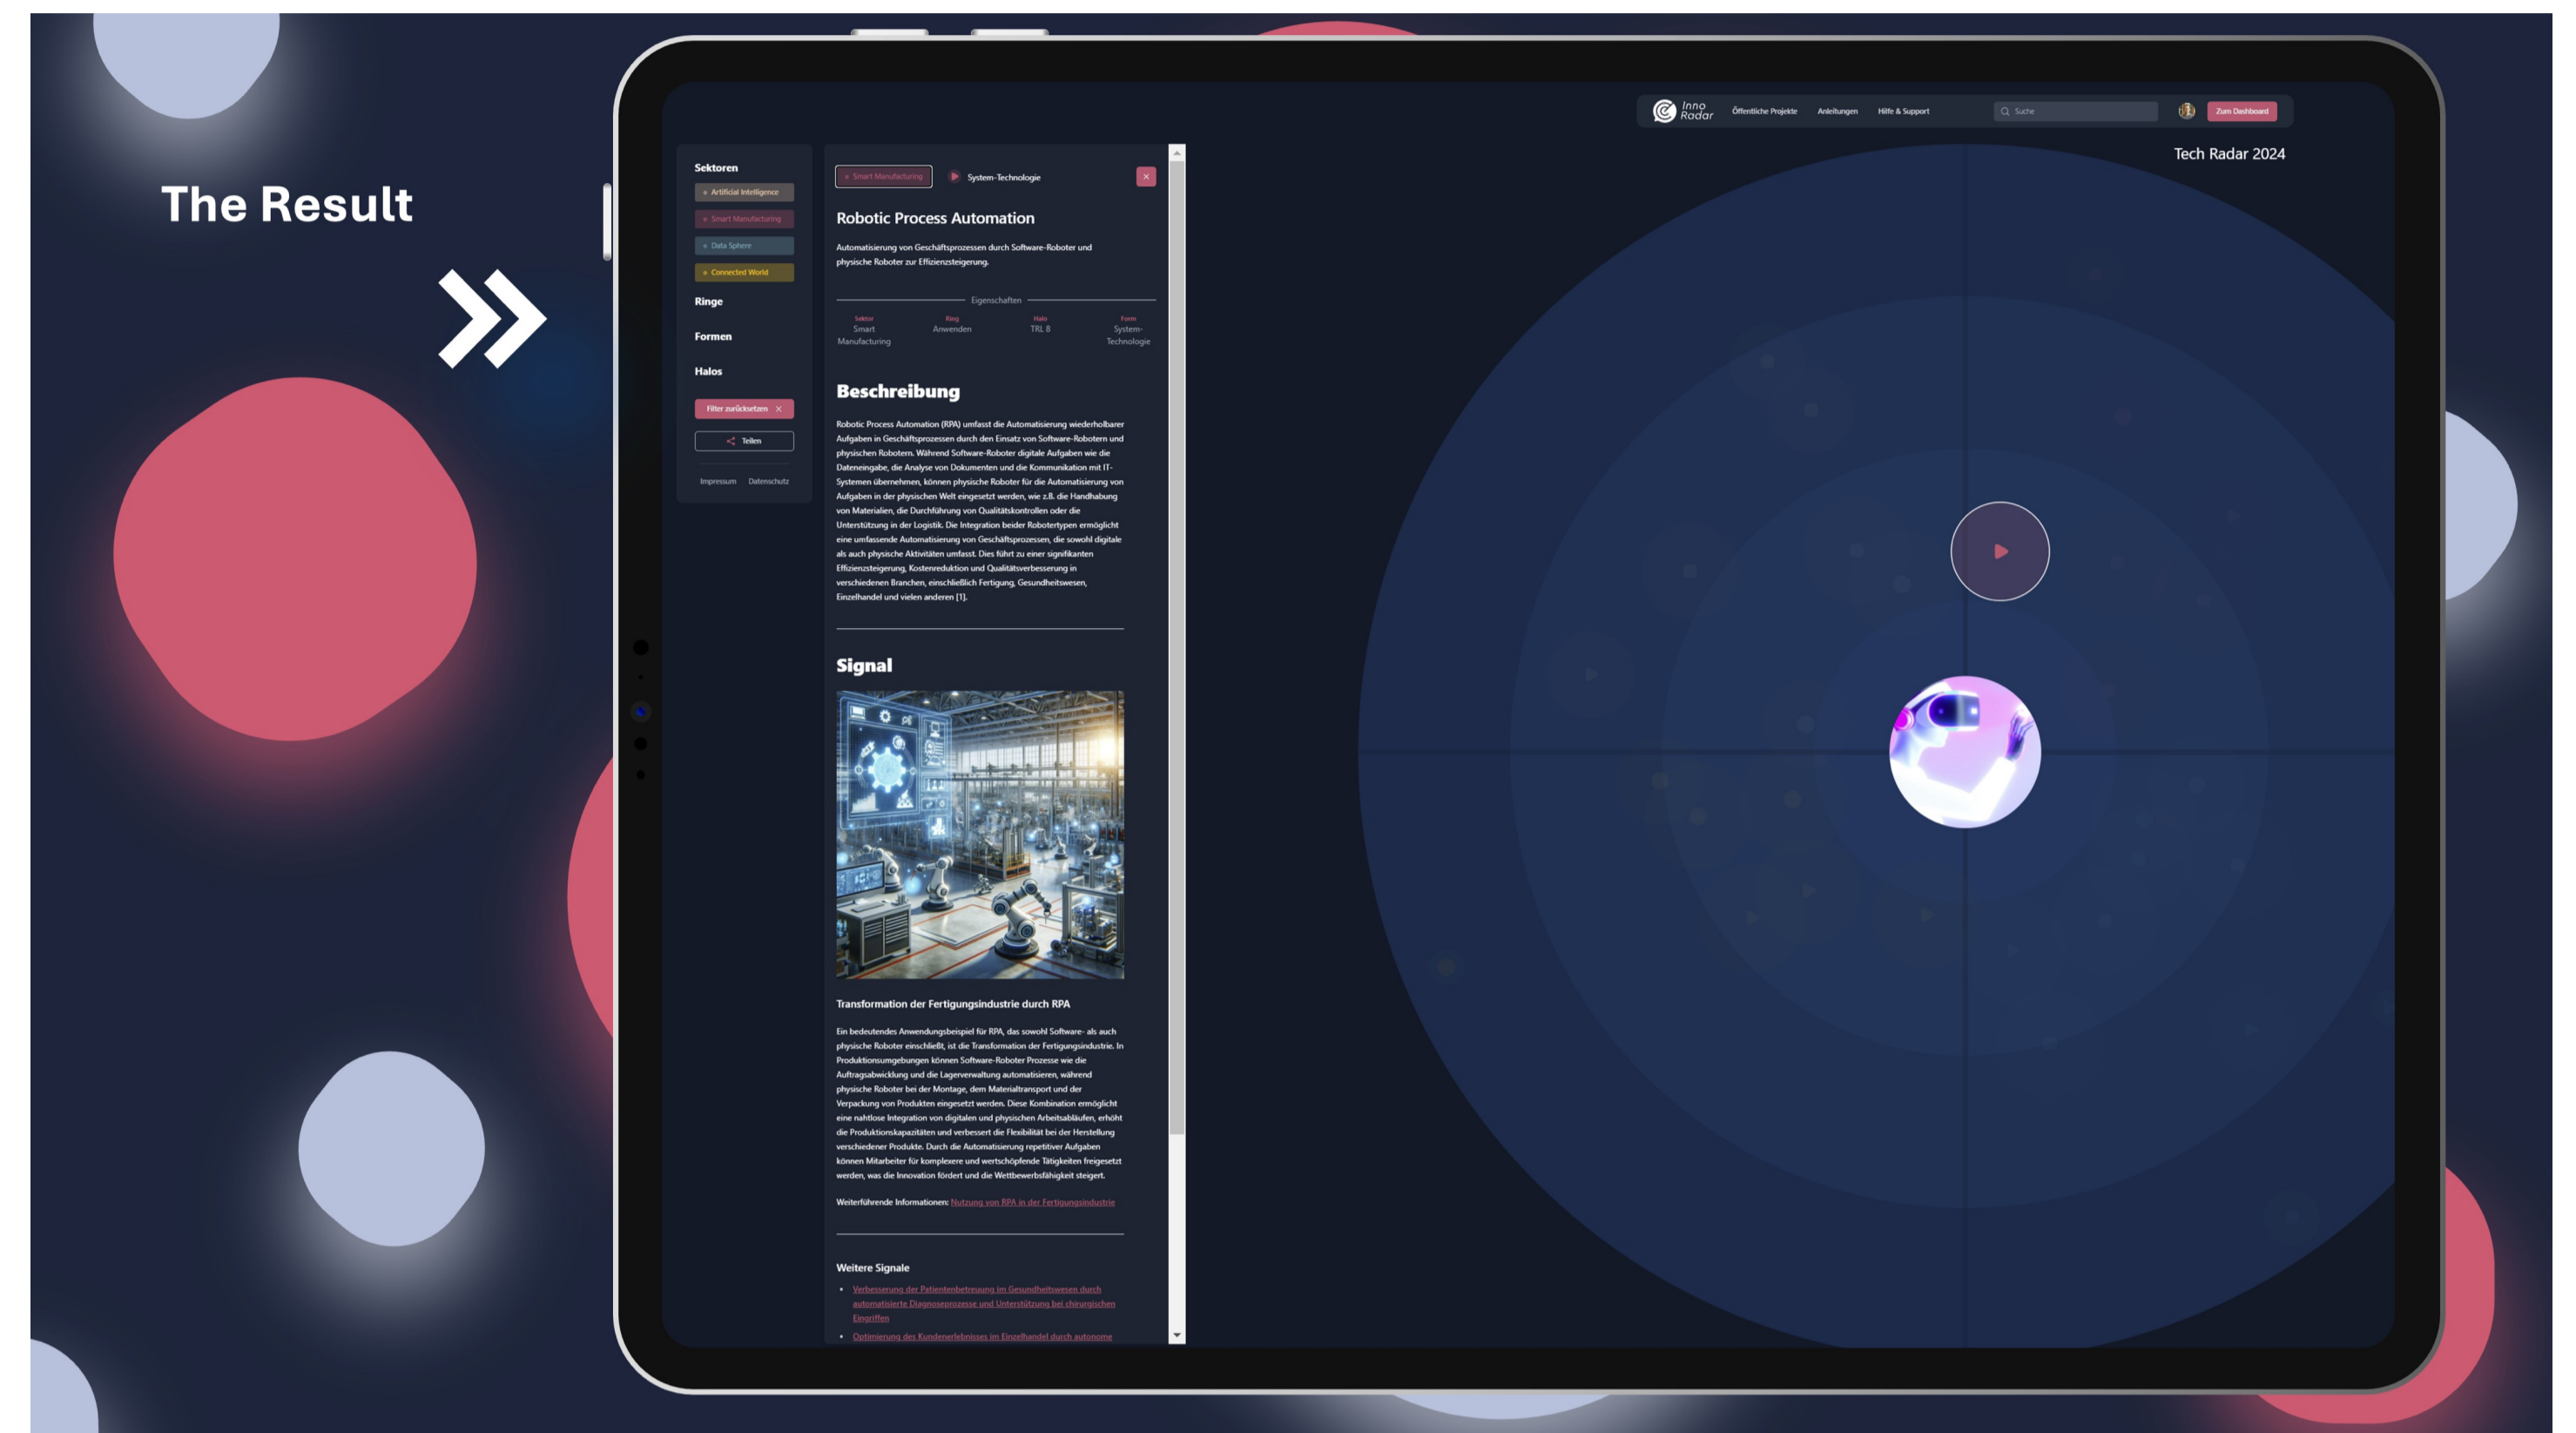 The Result
Inno
Radar
Öffentliche Projekte
Anleitungen
Hilfe & Support
Suche
Zum Dashboard
Tech Radar 2024
Sektoren
Artificial Intelligence
Smart Manufacturing
Data Sphere
Connected World
Ringe
Formen
Halos
Filter zurücksetzen
Teilen
Impressum Datenschutz
Smart Manufacturing
System-Technologie
Robotic Process Automation
Automatisierung von Geschäftsprozessen durch Software-Roboter und
physische Roboter zur Effizienzsteigerung.
Eigenschaften
Sektor
Smart
Manufacturing
Ring
Anwenden
Halo
TRL 8
Form
System-
Technologie
Beschreibung
Robotic Process Automation (RPA) umfasst die Automatisierung wiederholbarer
Aufgaben in Geschäftsprozessen durch den Einsatz von Software-Robotern und
physischen Robotern. Während Software-Roboter digitale Aufgaben wie die
Dateneingabe, die Analyse von Dokumenten und die Kommunikation mit IT-
Systemen übernehmen, können physische Roboter für die Automatisierung von
Aufgaben in der physischen Welt eingesetzt werden, wie z.B. die Handhabung
von Materialien, die Durchführung von Qualitätskontrollen oder die
Unterstützung in der Logistik. Die Integration beider Robotertypen ermöglicht
eine umfassende Automatisierung von Geschäftsprozessen, die sowohl digitale
als auch physische Aktivitäten umfasst. Dies führt zu einer signifikanten
Effizienzsteigerung, Kostenreduktion und Qualitätsverbesserung in
verschiedenen Branchen, einschließlich Fertigung, Gesundheitswesen,
Einzelhandel und vielen anderen [1].
Signal
Transformation der Fertigungsindustrie durch RPA
Ein bedeutendes Anwendungsbeispiel für RPA, das sowohl Software- als auch
physische Roboter einschließt, ist die Transformation der Fertigungsindustrie. In
Produktionsumgebungen können Software-Roboter Prozesse wie die
Auftragsabwicklung und die Lagerverwaltung automatisieren, während
physische Roboter bei der Montage, dem Materialtransport und der
Verpackung von Produkten eingesetzt werden. Diese Kombination ermöglicht
eine nahtlose Integration von digitalen und physischen Arbeitsabläufen, erhöht
die Produktionskapazitäten und verbessert die Flexibilität bei der Herstellung
verschiedener Produkte. Durch die Automatisierung repetitiver Aufgaben
können Mitarbeiter für komplexere und wertschöpfende Tätigkeiten freigesetzt
werden, was die Innovation fördert und die Wettbewerbsfähigkeit steigert.
Weiterführende Informationen: Nutzung von RPA in der Fertigungsindustrie
Weitere Signale
• Verbesserung der Patientenbetreuung im Gesundheitswesen durch
automatisierte Diagnoseprozesse und Unterstützung bei chirurgischen
Eingriffen
• Optimierung des Kundenerlebnisses im Einzelhandel durch autonome